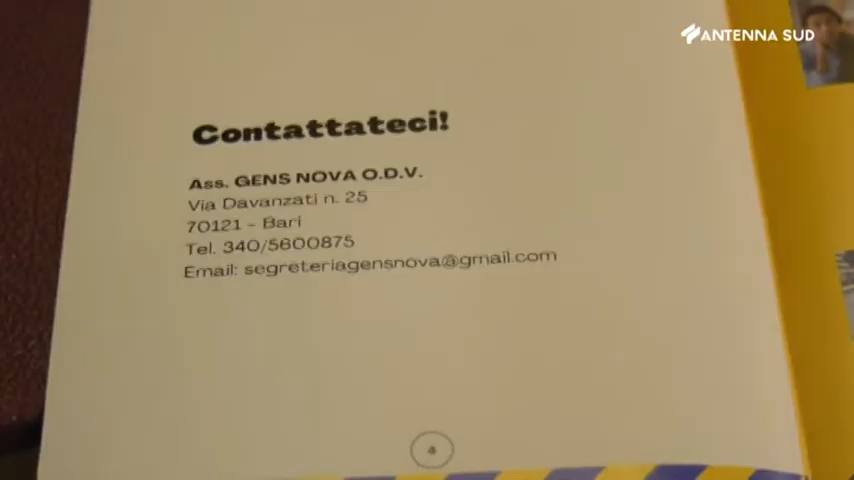 ANTENNA SUD
Contattateci!
Ass. GENS NOVA O.D.V.
Via Davanzati n. 25
70121 - Bari
Tel. 340/5600875
Email: segreteriagensnova@gmail.com
4